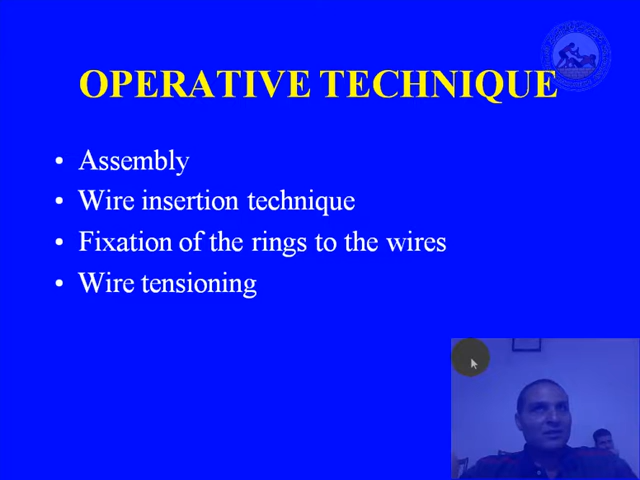 OPERATIVE TECHNIQUE
• Assembly
• Wire insertion technique
• Fixation of the rings to the wires
• Wire tensioning